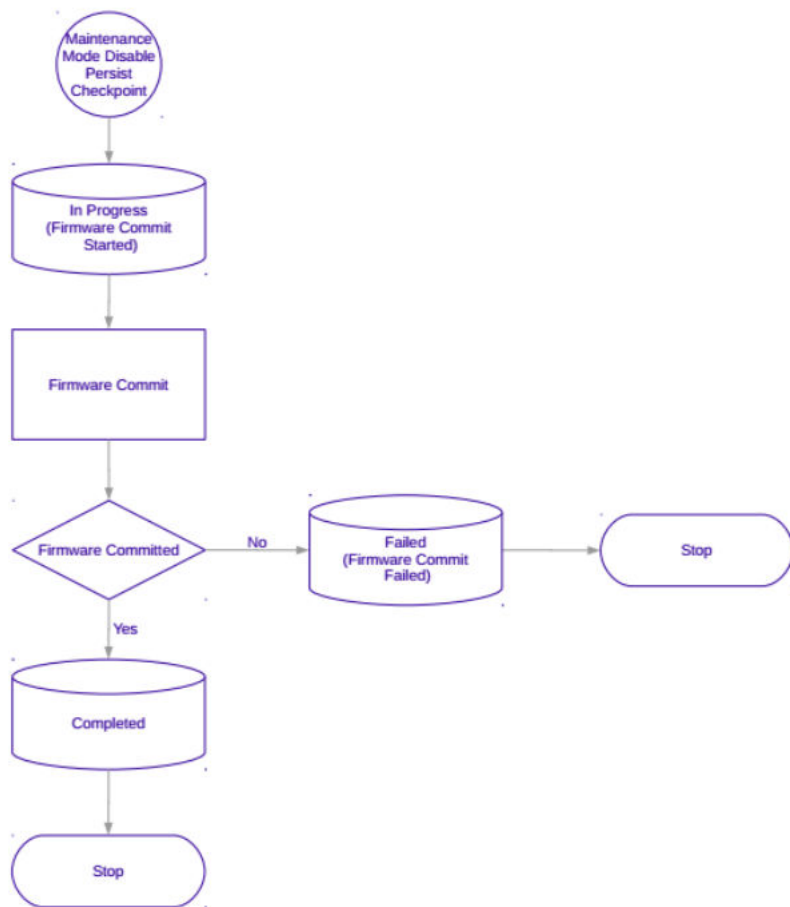 Maintenance
Mode Disable
Persist
Checkpoint
In Progress
(Firmware Commit
Started)
Firmware Commit
Firmware Committed
No
Failed
(Firmware Commit
Failed)
Stop
Yes
Completed
Stop